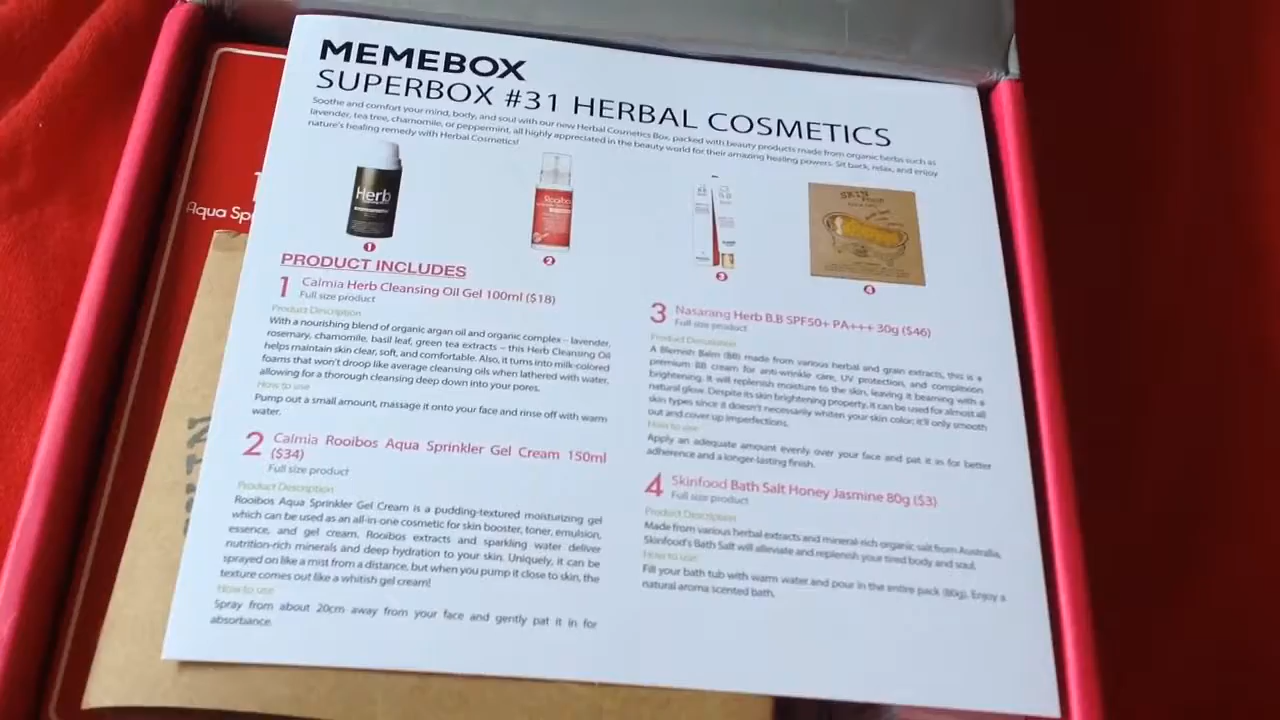 MEMEBOX
SUPERBOX #31 HERBAL COSMETICS
Soothe and comfort your mind, body, and soul with our new Herbal Cosmetics Box, packed with beauty products made from organic herbs such as
lavender, tea tree, chamomile, or peppermint, all highly appreciated in the beauty world for their amazing healing powers. Sit back, relax, and enjoy
nature's healing remedy with Herbal Cosmetics!
Herb
Rooibos
SKIN
FOOD
1
2
3
4
Aqua Sp
PRODUCT INCLUDES
1 Calmia Herb Cleansing Oil Gel 100ml ($18)
Full size product
Product Description
With a nourishing blend of organic argan oil and organic complex – lavender,
rosemary, chamomile, basil leaf, green tea extracts – this Herb Cleansing Oil
helps maintain skin clear, soft, and comfortable. Also, it turns into milk-colored
foams that won't droop like average cleansing oils when lathered with water,
allowing for a thorough cleansing deep down into your pores.
How to use
Pump out a small amount, massage it onto your face and rinse off with warm
water.
2 Calmia Rooibos Aqua Sprinkler Gel Cream 150ml
($34)
Full size product
Product Description
Rooibos Aqua Sprinkler Gel Cream is a pudding-textured moisturizing gel
which can be used as an all-in-one cosmetic for skin booster, toner, emulsion,
essence, and gel cream. Rooibos extracts and sparkling water deliver
nutrition-rich minerals and deep hydration to your skin. Uniquely, it can be
sprayed on like a mist from a distance, but when you pump it close to skin, the
texture comes out like a whitish gel cream!
How to use
Spray from about 20cm away from your face and gently pat it in for
absorbance.
3 Nasarang Herb B.B SPF50+ PA+++ 30g ($46)
Full size product
Product Description
A Blemish Balm (BB) made from various herbal and grain extracts, this is a
premium BB cream for anti-wrinkle care, UV protection, and complexion
brightening. It will replenish moisture to the skin, leaving it beaming with a
natural glow. Despite its skin brightening property, it can be used for almost all
skin types since it doesn't necessarily whiten your skin color; it'll only smooth
out and cover up imperfections.
How to use
Apply an adequate amount evenly over your face and pat it as for better
adherence and a longer-lasting finish.
4 Skinfood Bath Salt Honey Jasmine 80g ($3)
Full size product
Product Description
Made from various herbal extracts and mineral-rich organic salt from Australia,
Skinfood's Bath Salt will alleviate and replenish your tired body and soul.
How to use
Fill your bath tub with warm water and pour in the entire pack (80g). Enjoy a
natural aroma scented bath.